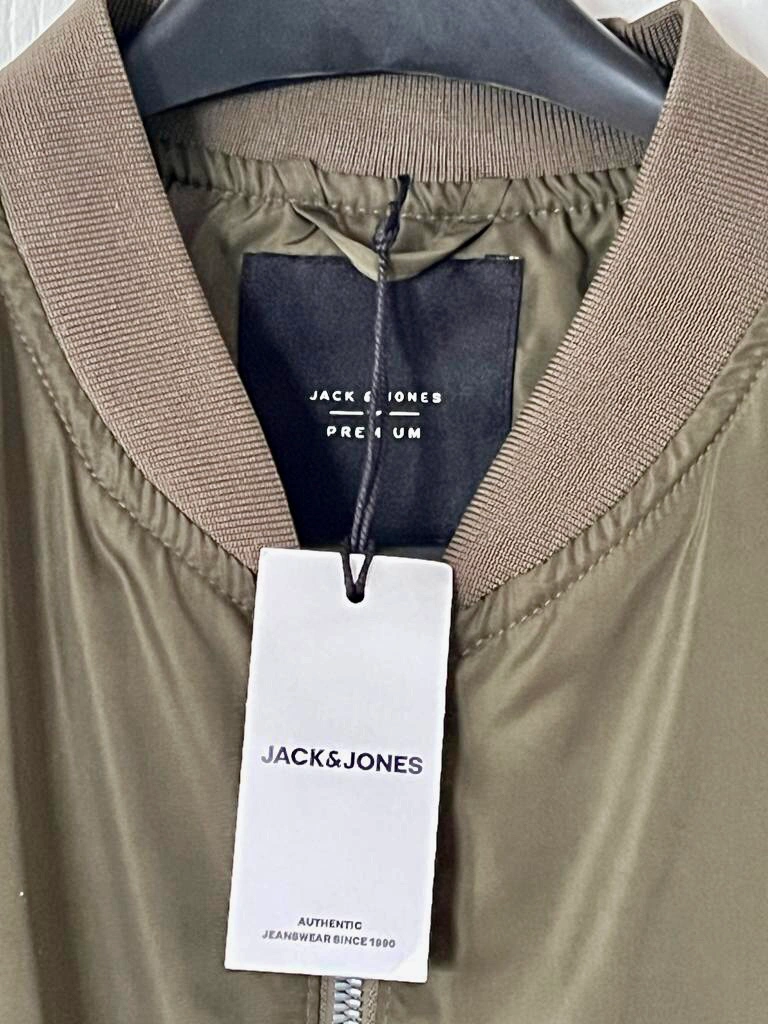 JACK & JONES
PREMIUM
JACK&JONES
AUTHENTIC
JEANSWEAR SINCE 1990